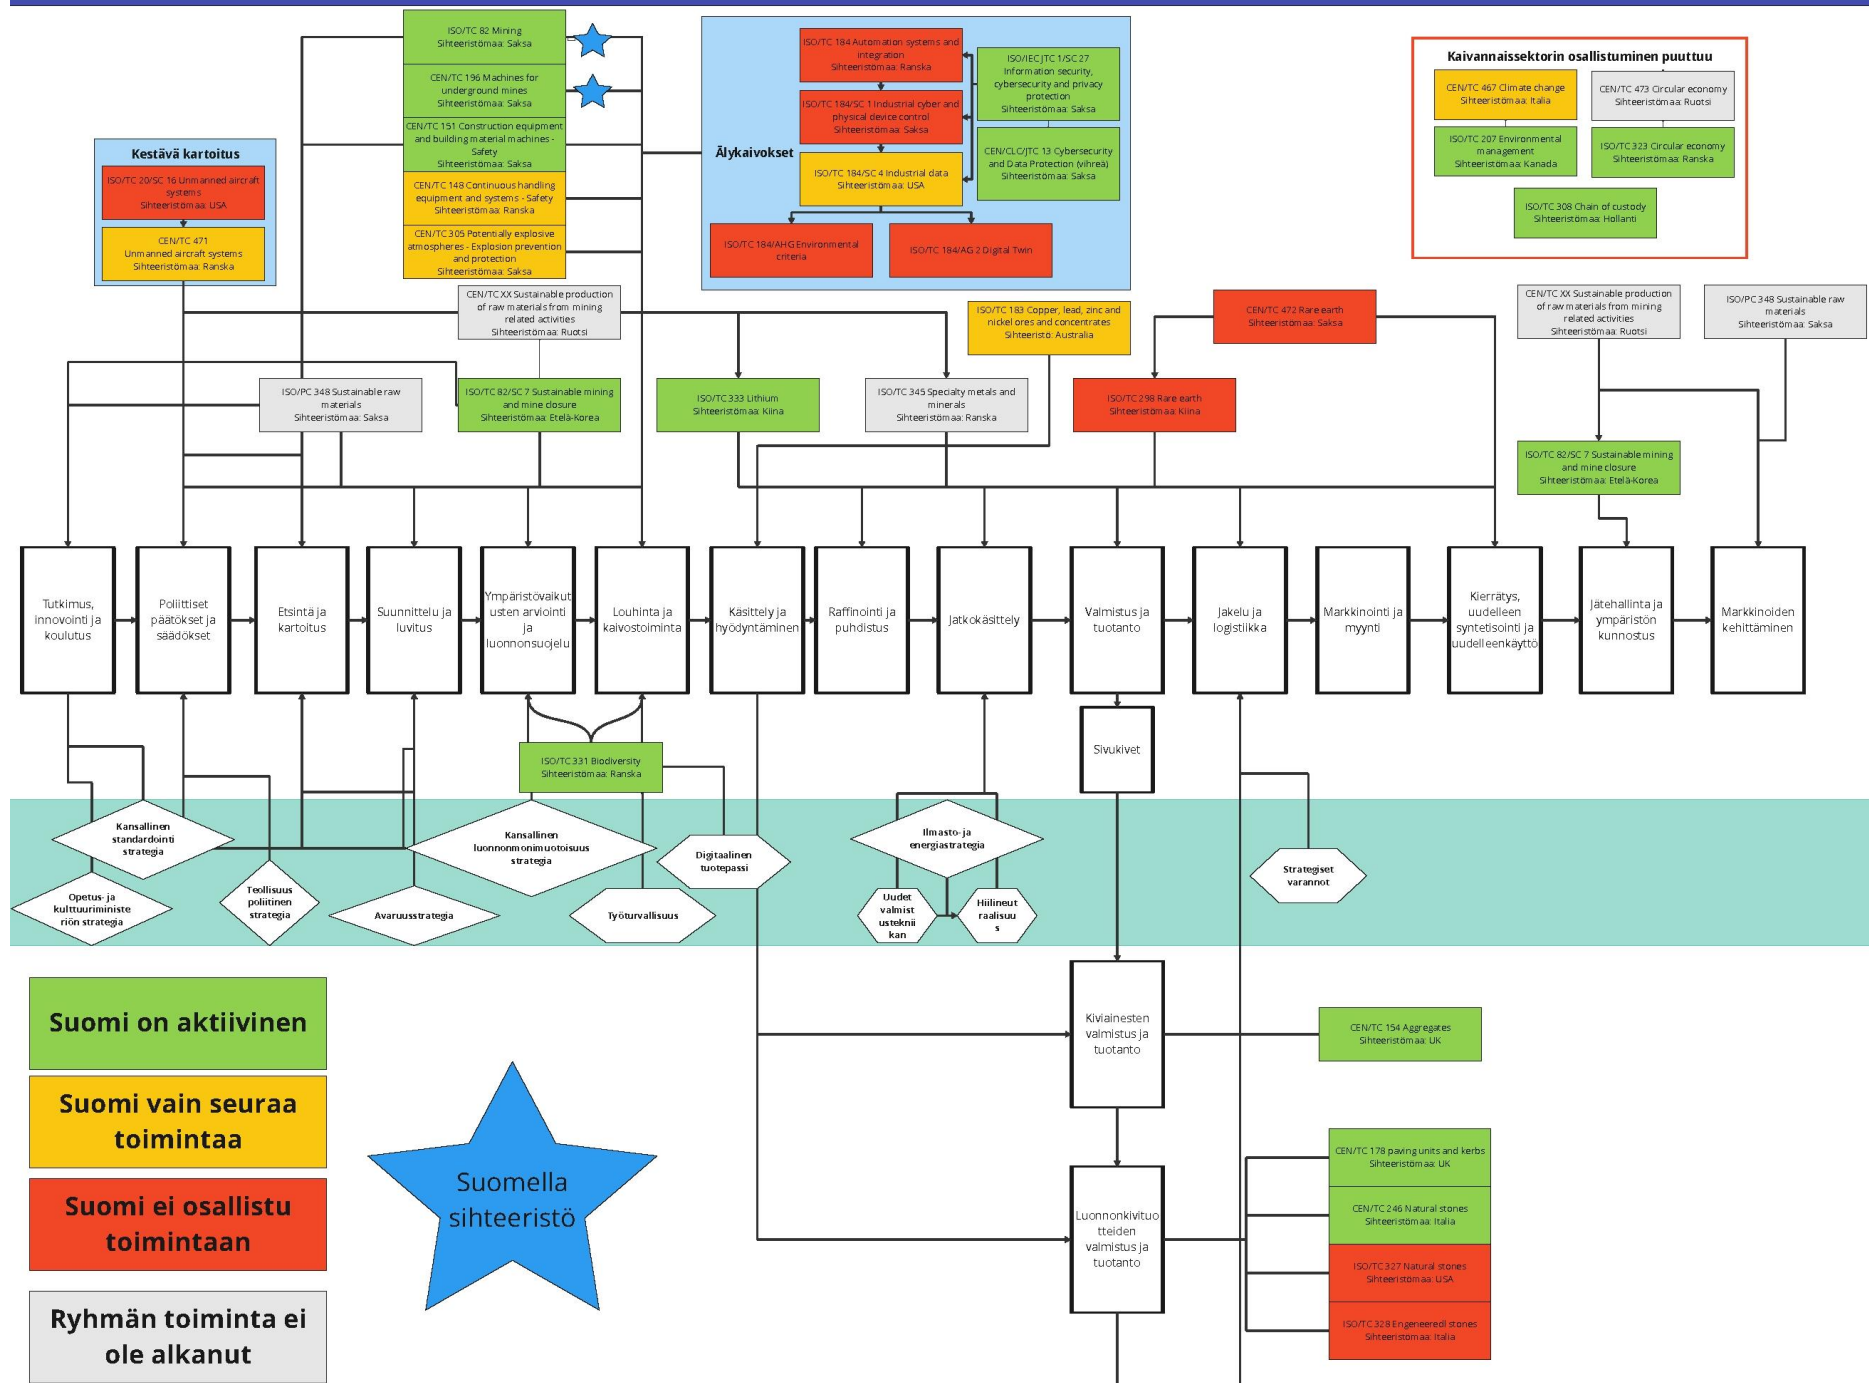 ISO/TC 82 Mining
Sihteeristömaa: Saksa
CEN/TC 196 Machines for
underground mines
Sihteeristömaa: Saksa
CEN/TC 151 Construction equipment
and building material machines -
Safety
Sihteeristömaa: Saksa
CEN/TC 148 Continuous handling
equipment and systems - Safety
Sihteeristömaa: Ranska
CEN/TC 305 Potentially explosive
atmospheres - Explosion prevention
and protection
Sihteeristömaa: Saksa
Kestävä kartoitus
ISO/TC 20/SC 16 Unmanned aircraft
systems
Sihteeristömaa: USA
CEN/TC 471
Unmanned aircraft systems
Sihteeristömaa: Ranska
Älykaivokset
ISO/TC 184 Automation systems and
integration
Sihteeristömaa: Ranska
ISO/TC 184/SC 1 Industrial cyber and
physical device control
Sihteeristömaa: Saksa
ISO/TC 184/SC 4 Industrial data
Sihteeristömaa: USA
ISO/TC 184/AHG Environmental
criteria
ISO/TC 184/AG 2 Digital Twin
ISO/IEC JTC 1/SC 27
Information security,
cybersecurity and privacy
protection
Sihteeristömaa: Saksa
CEN/CLC/JTC 13 Cybersecurity
and Data Protection (vihreä)
Sihteeristömaa: Saksa
Kaivannaissektorin osallistuminen puuttuu
CEN/TC 467 Climate change
Sihteeristömaa: Italia
CEN/TC 473 Circular economy
Sihteeristömaa: Ruotsi
ISO/TC 207 Environmental
management
Sihteeristömaa: Kanada
ISO/TC 323 Circular economy
Sihteeristömaa: Ranska
ISO/TC 308 Chain of custody
Sihteeristömaa: Hollanti
CEN/TC XX Sustainable production
of raw materials from mining
related activities
Sihteeristömaa: Ruotsi
ISO/TC 183 Copper, lead, zinc and
nickel ores and concentrates
Sihteeristö: Australia
CEN/TC 472 Rare earth
Sihteeristömaa: Saksa
CEN/TC XX Sustainable production
of raw materials from mining
related activities
Sihteeristömaa: Ruotsi
ISO/PC 348 Sustainable raw
materials
Sihteeristömaa: Saksa
ISO/PC 348 Sustainable raw
materials
Sihteeristömaa: Saksa
ISO/TC 82/SC 7 Sustainable mining
and mine closure
Sihteeristömaa: Etelä-Korea
ISO/TC 333 Lithium
Sihteeristömaa: Kiina
ISO/TC 345 Specialty metals and
minerals
Sihteeristömaa: Ranska
ISO/TC 298 Rare earth
Sihteeristömaa: Kiina
ISO/TC 82/SC 7 Sustainable mining
and mine closure
Sihteeristömaa: Etelä-Korea
Tutkimus,
innovointi ja
koulutus
Poliittiset
päätökset ja
säädökset
Etsintä ja
kartoitus
Suunnittelu ja
luvitus
Ympäristövaikut
usten arviointi
ja
luonnonsuojelu
Louhinta ja
kaivostoiminta
Käsittely ja
hyödyntäminen
Raffinointi ja
puhdistus
Jatkokäsittely
Valmistus ja
tuotanto
Jakelu ja
logistiikka
Markkinointi ja
myynti
Kierrätys,
uudelleen
syntetisointi ja
uudelleenkäyttö
Jätehallinta ja
ympäristön
kunnostus
Markkinoiden
kehittäminen
Sivukivet
ISO/TC 331 Biodiversity
Sihteeristömaa: Ranska
Kansallinen
standardointi
strategia
Kansallinen
luonnonmonimuotoisuus
strategia
Digitaalinen
tuotepassi
Ilmasto- ja
energiastrategia
Strategiset
varannot
Opetus- ja
kulttuuriministe
riön strategia
Teollisuus
poliitinen
strategia
Avaruusstrategia
Työturvallisuus
Uudet
valmist
usteknii
kan
Hiilineut
raalisuu
s
Suomi on aktiivinen
Suomi vain seuraa
toimintaa
Suomi ei osallistu
toimintaan
Ryhmän toiminta ei
ole alkanut
Suomella
sihteeristö
Kiviainesten
valmistus ja
tuotanto
CEN/TC 154 Aggregates
Sihteeristömaa: UK
Luonnonkivituo
tteiden
valmistus ja
tuotanto
CEN/TC 178 paving units and kerbs
Sihteeristömaa: UK
CEN/TC 246 Natural stones
Sihteeristömaa: Italia
ISO/TC 327 Natural stones
Sihteeristömaa: USA
ISO/TC 328 Engeneeredl stones
Sihteeristömaa: Italia